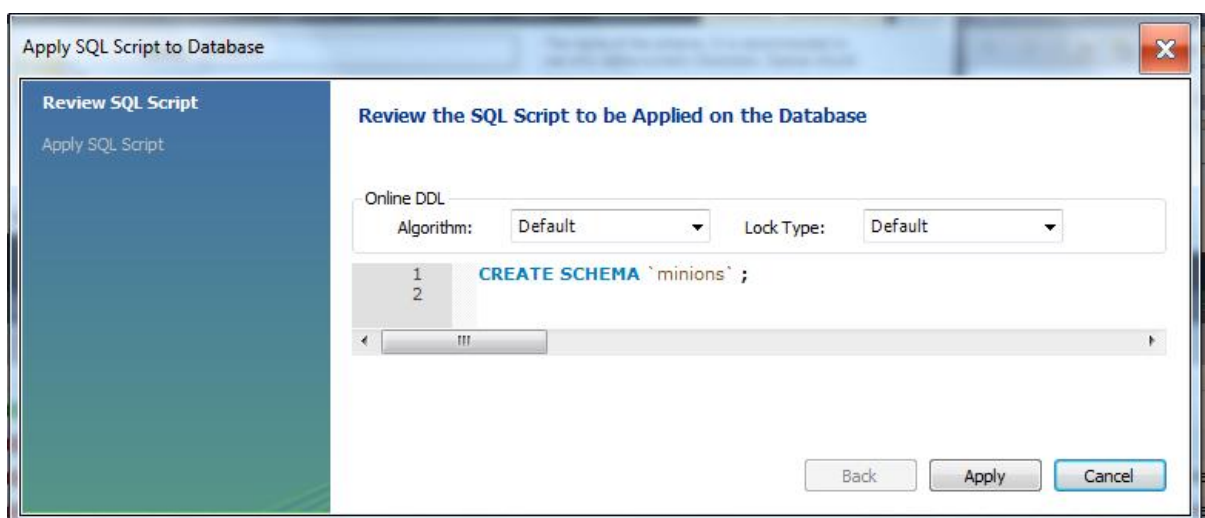 Apply SQL Script to Database
Review SQL Script
Apply SQL Script
Review the SQL Script to be Applied on the Database
Online DDL
Algorithm: Default Lock Type: Default
1 CREATE SCHEMA `minions` ;
2
Back Apply Cancel